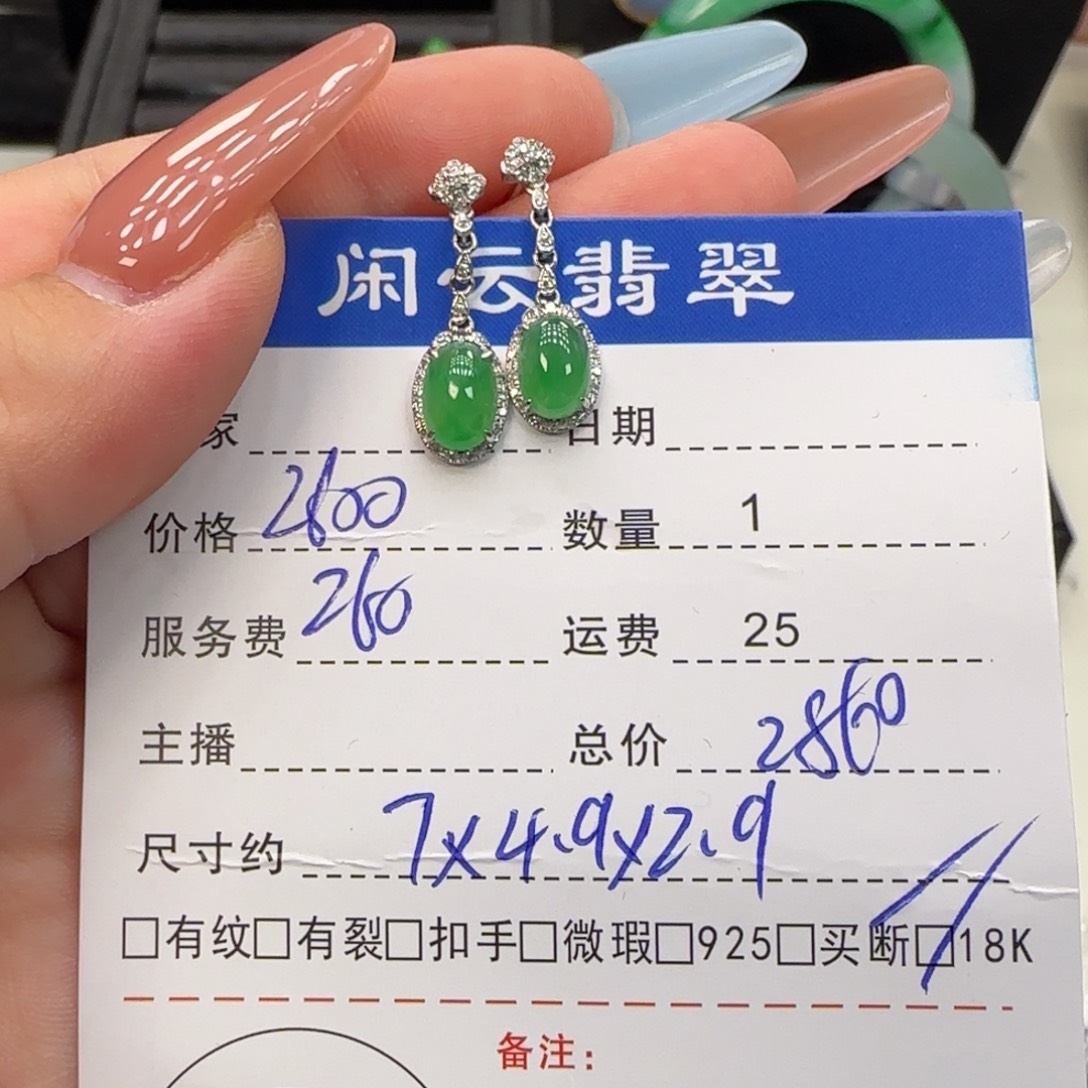 闲云翡翠
家 日期
价格 2600 数量 1
服务费 260 运费 25
主播 总价 2860
尺寸约 7x4.9x2.9
□有纹□有裂□扣手□微瑕□925□买断□18K
备注：